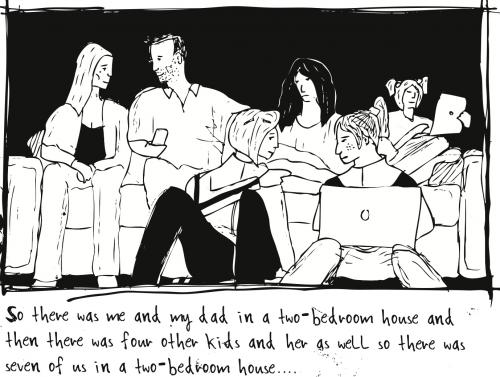 So there was me and my dad in a two-bedroom house and
then there was four other kids and her as well so there was
seven of us in a two-bedroom house....